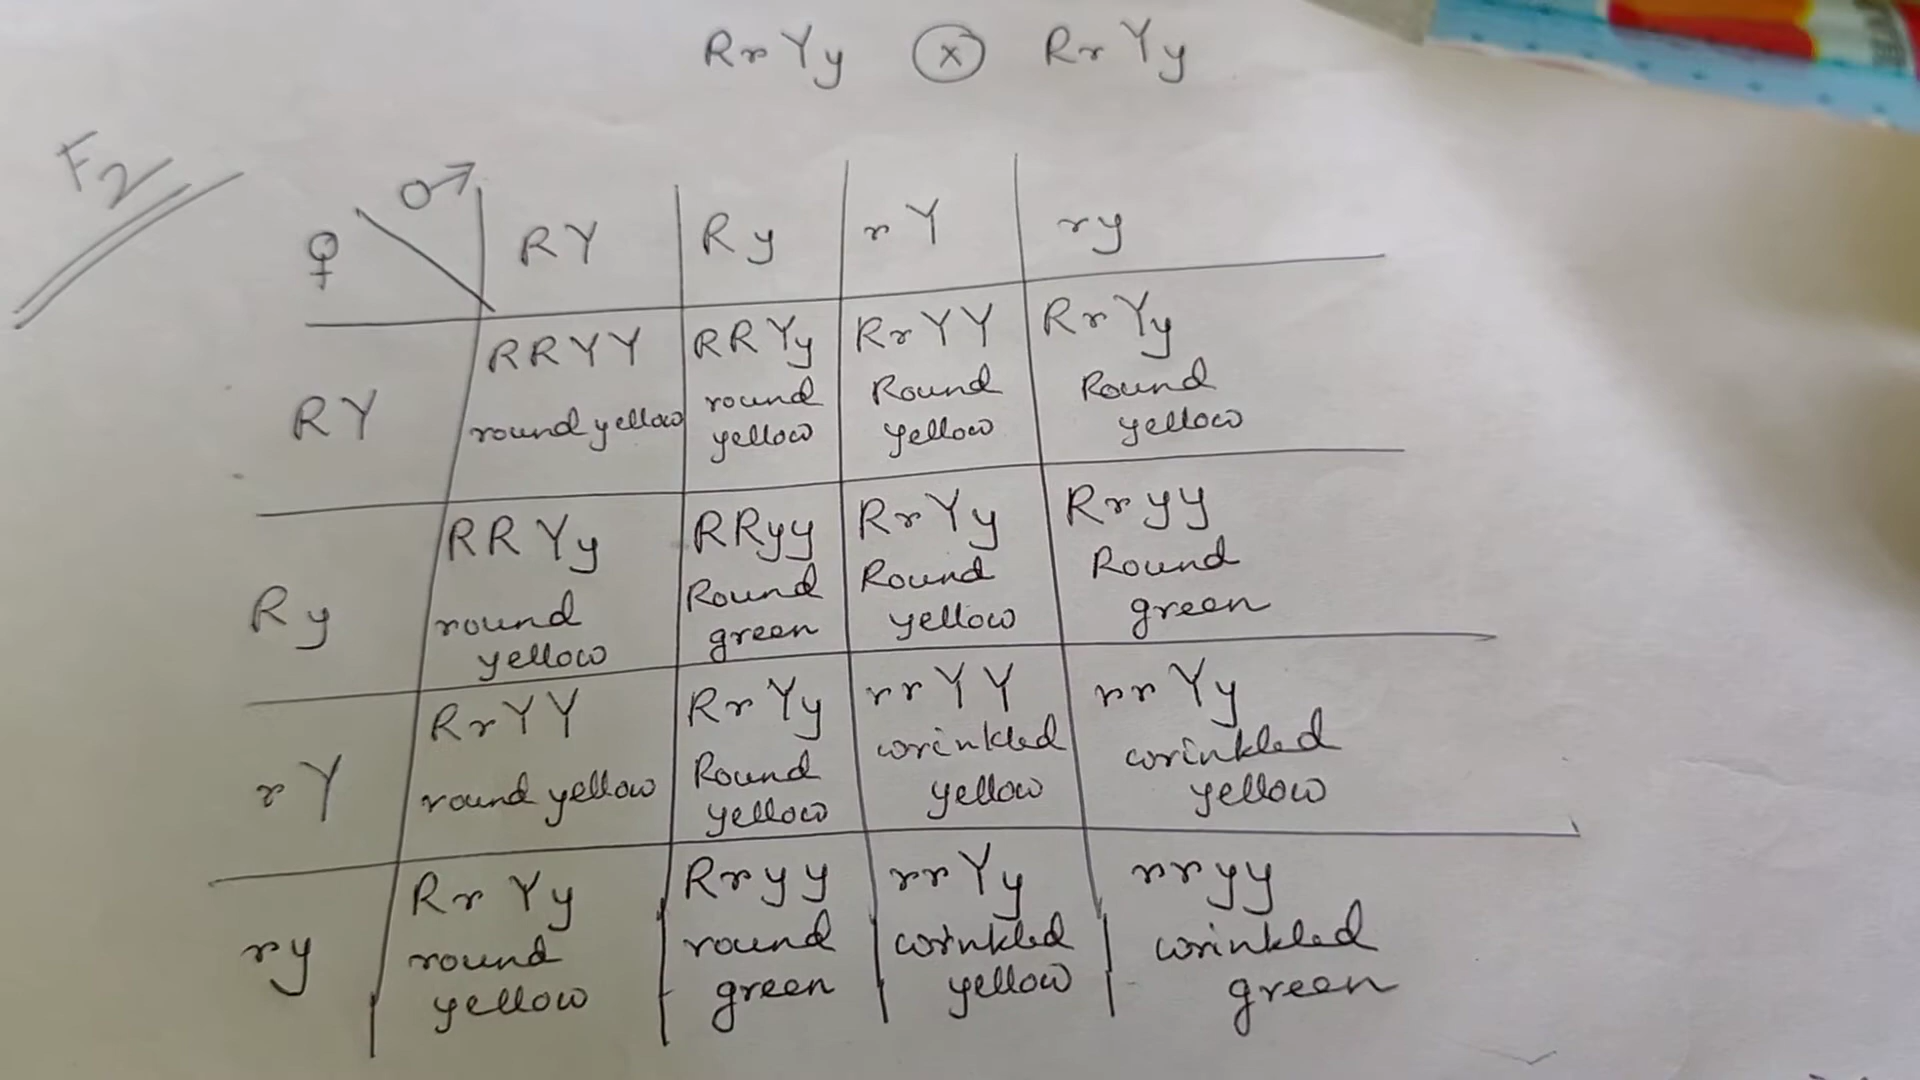 RrYy ⓧ RrYy
F2
♀ ♂ RY Ry rY ry
RY
RRYY
round yellow
RRYy
round
yellow
RrYY
Round
yellow
RrYy
Round
yellow
Ry
RRYy
round
yellow
RRyy
Round
green
RrYy
Round
yellow
Rryy
Round
green
rY
RrYY
round yellow
RrYy
Round
yellow
rrYY
wrinkled
yellow
rrYy
wrinkled
yellow
ry
RrYy
round
yellow
Rryy
round
green
rrYy
wrinkled
yellow
rryy
wrinkled
green